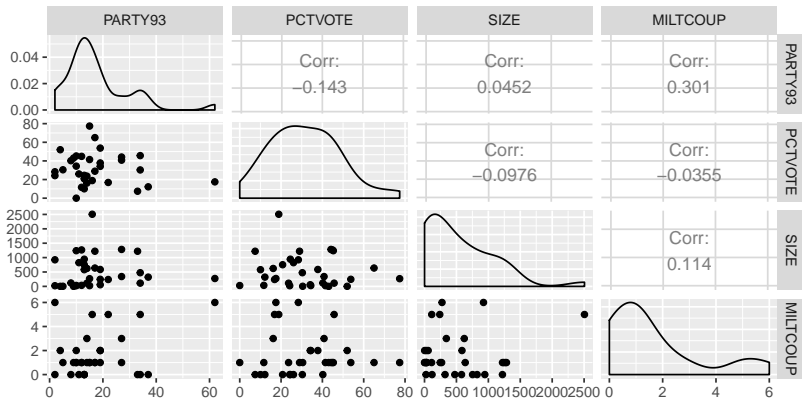 PARTY93 PCTVOTE SIZE MILTCOUP
0.04
0.02
0.00
Corr:
−0.143
Corr:
0.0452
Corr:
0.301
PARTY93
80
60
40
20
0
Corr:
−0.0976
Corr:
−0.0355
PCTVOTE
2500
2000
1500
1000
500
0
Corr:
0.114
SIZE
6
4
2
0
MILTCOUP
0 20 40 60 0 20 40 60 80 0 500 1000 1500 2000 2500 0 2 4 6